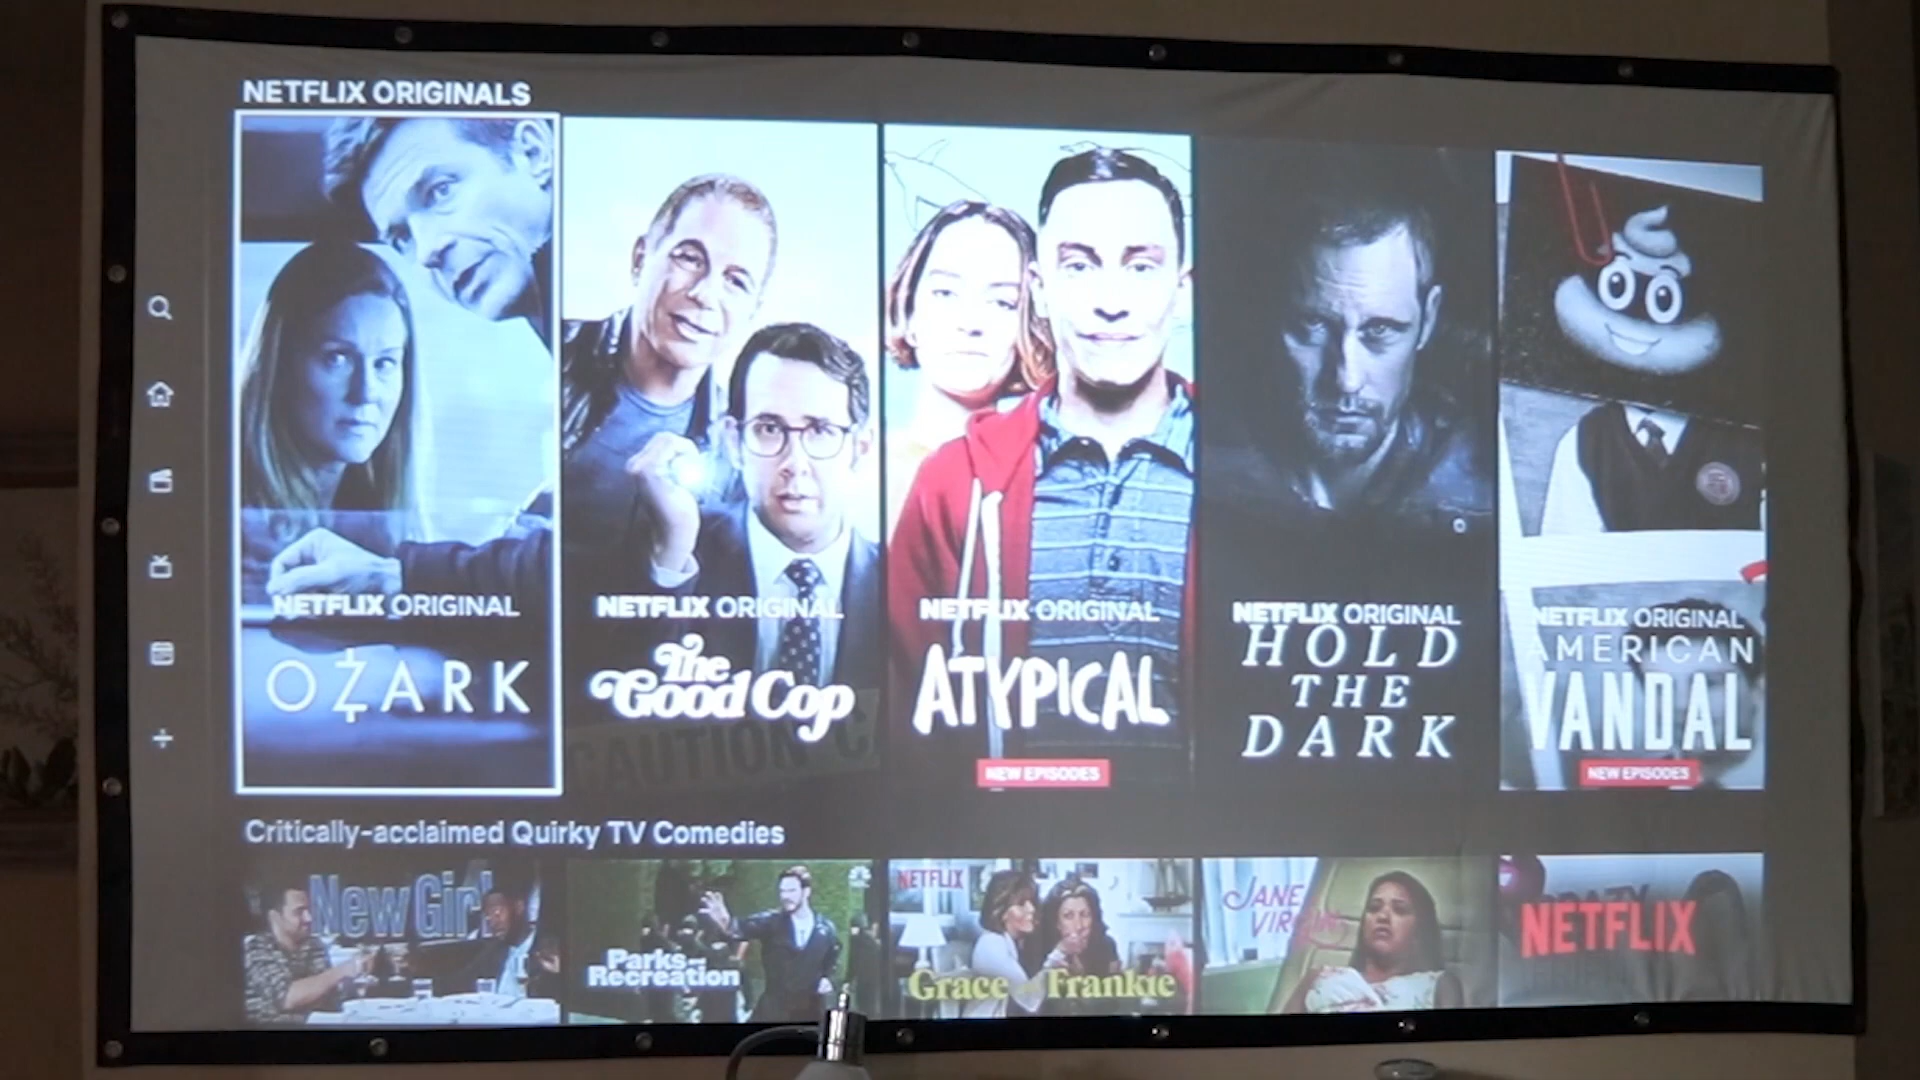 NETFLIX ORIGINALS
NETFLIX ORIGINAL
OZARK
NETFLIX ORIGINAL
The
Good Cop
CAUTION C
NETFLIX ORIGINAL
ATYPICAL
NEW EPISODES
NETFLIX ORIGINAL
HOLD
THE
DARK
NETFLIX ORIGINAL
AMERICAN
VANDAL
NEW EPISODES
Critically-acclaimed Quirky TV Comedies
New Girl
Parks and
Recreation
NETFLIX
Grace and Frankie
JANE
VIRGIN
CRAZY
NETFLIX